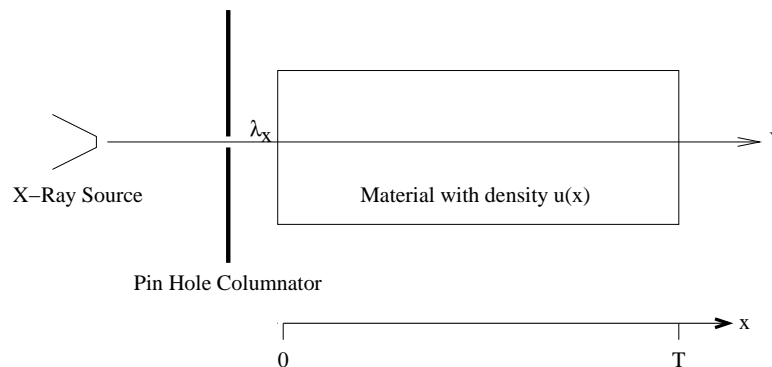 λx
X−Ray Source
Material with density u(x)
Pin Hole Columnator
x
0
T